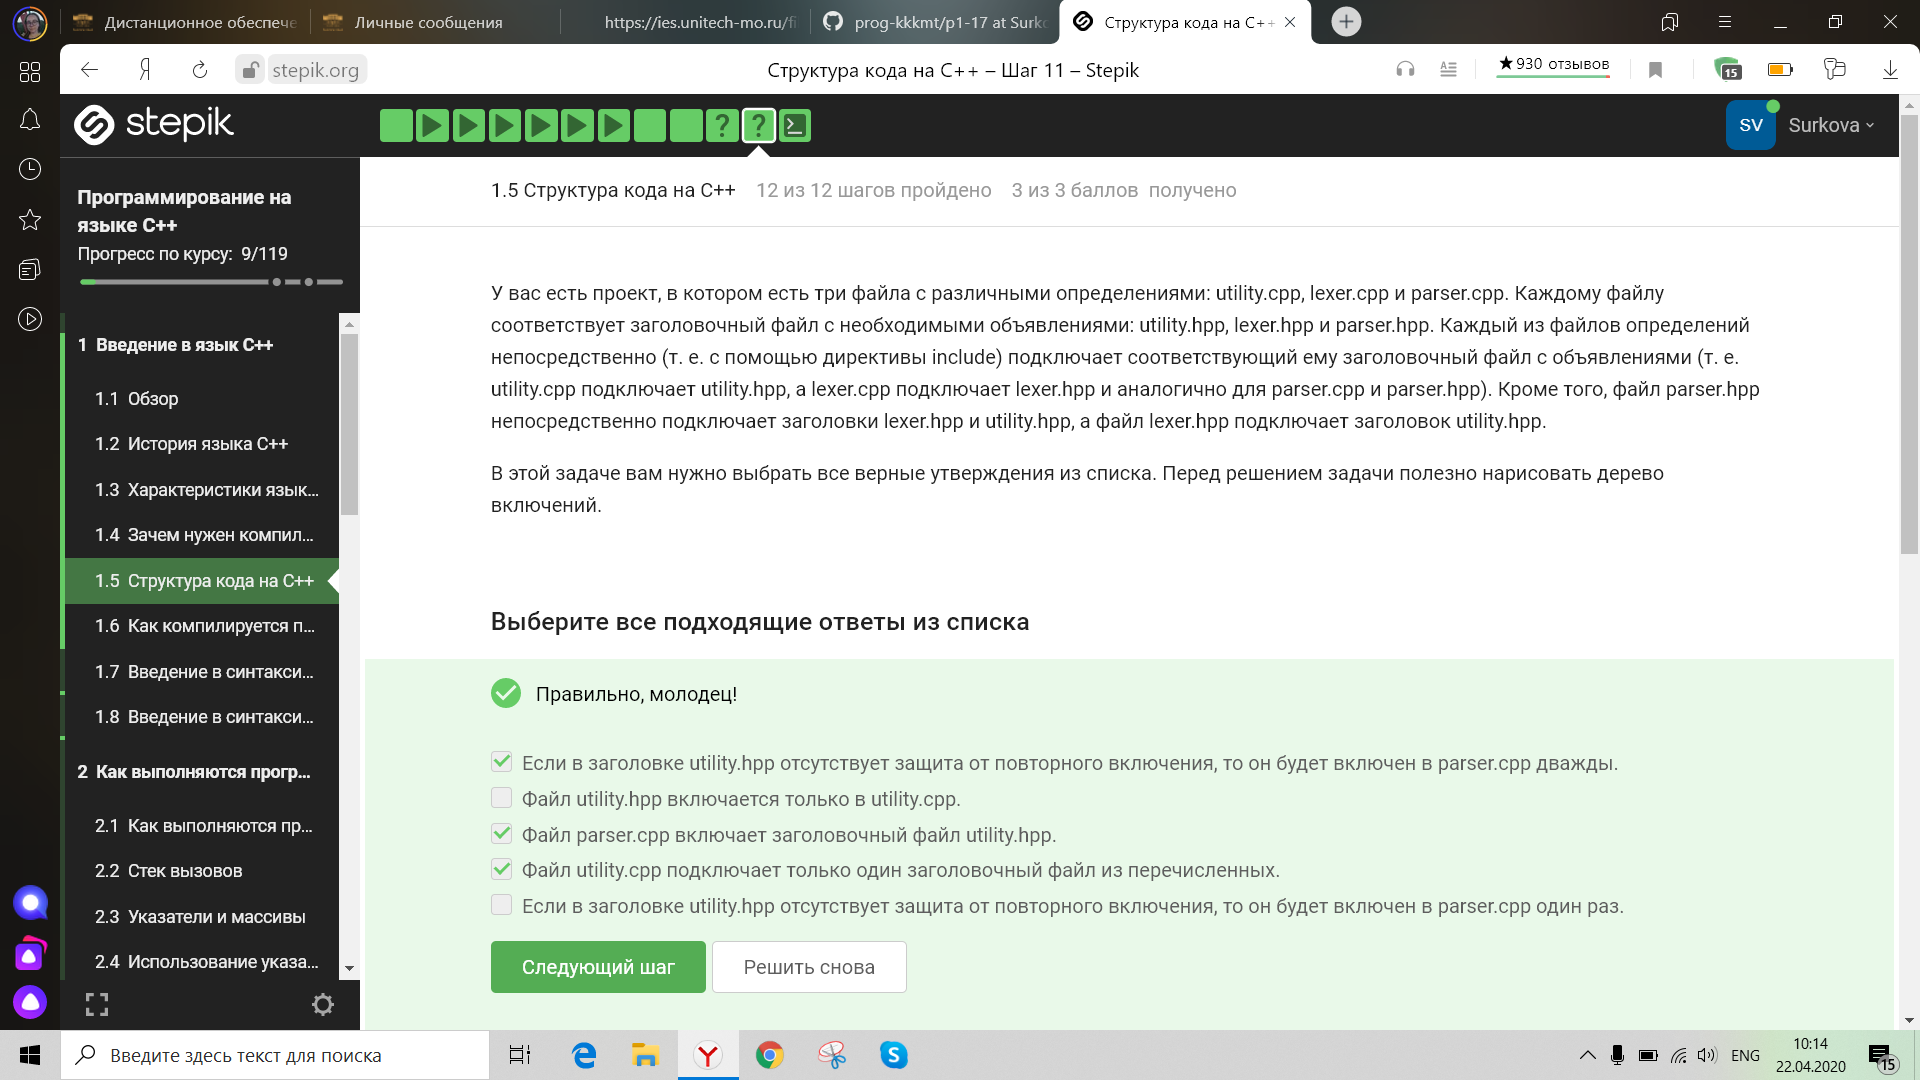 Дистанционное обеспече
Личные сообщения
https://ies.unitech-mo.ru/fi
prog-kkkmt/p1-17 at Surko
Структура кода на C++
stepik.org
Структура кода на C++ – Шаг 11 – Stepik
★930 отзывов
15
stepik
SV
Surkova
Программирование на
языке C++
Прогресс по курсу: 9/119
1 Введение в язык C++
1.1 Обзор
1.2 История языка C++
1.3 Характеристики язык...
1.4 Зачем нужен компил...
1.5 Структура кода на C++
1.6 Как компилируется п...
1.7 Введение в синтакси...
1.8 Введение в синтакси...
2 Как выполняются прогр...
2.1 Как выполняются пр...
2.2 Стек вызовов
2.3 Указатели и массивы
2.4 Использование указа...
1.5 Структура кода на C++ 12 из 12 шагов пройдено 3 из 3 баллов получено
У вас есть проект, в котором есть три файла с различными определениями: utility.cpp, lexer.cpp и parser.cpp. Каждому файлу
соответствует заголовочный файл с необходимыми объявлениями: utility.hpp, lexer.hpp и parser.hpp. Каждый из файлов определений
непосредственно (т. е. с помощью директивы include) подключает соответствующий ему заголовочный файл с объявлениями (т. е.
utility.cpp подключает utility.hpp, а lexer.cpp подключает lexer.hpp и аналогично для parser.cpp и parser.hpp). Кроме того, файл parser.hpp
непосредственно подключает заголовки lexer.hpp и utility.hpp, а файл lexer.hpp подключает заголовок utility.hpp.
В этой задаче вам нужно выбрать все верные утверждения из списка. Перед решением задачи полезно нарисовать дерево
включений.
Выберите все подходящие ответы из списка
Правильно, молодец!
Если в заголовке utility.hpp отсутствует защита от повторного включения, то он будет включен в parser.cpp дважды.
Файл utility.hpp включается только в utility.cpp.
Файл parser.cpp включает заголовочный файл utility.hpp.
Файл utility.cpp подключает только один заголовочный файл из перечисленных.
Если в заголовке utility.hpp отсутствует защита от повторного включения, то он будет включен в parser.cpp один раз.
Следующий шаг
Решить снова
Введите здесь текст для поиска
ENG
10:14
22.04.2020
15